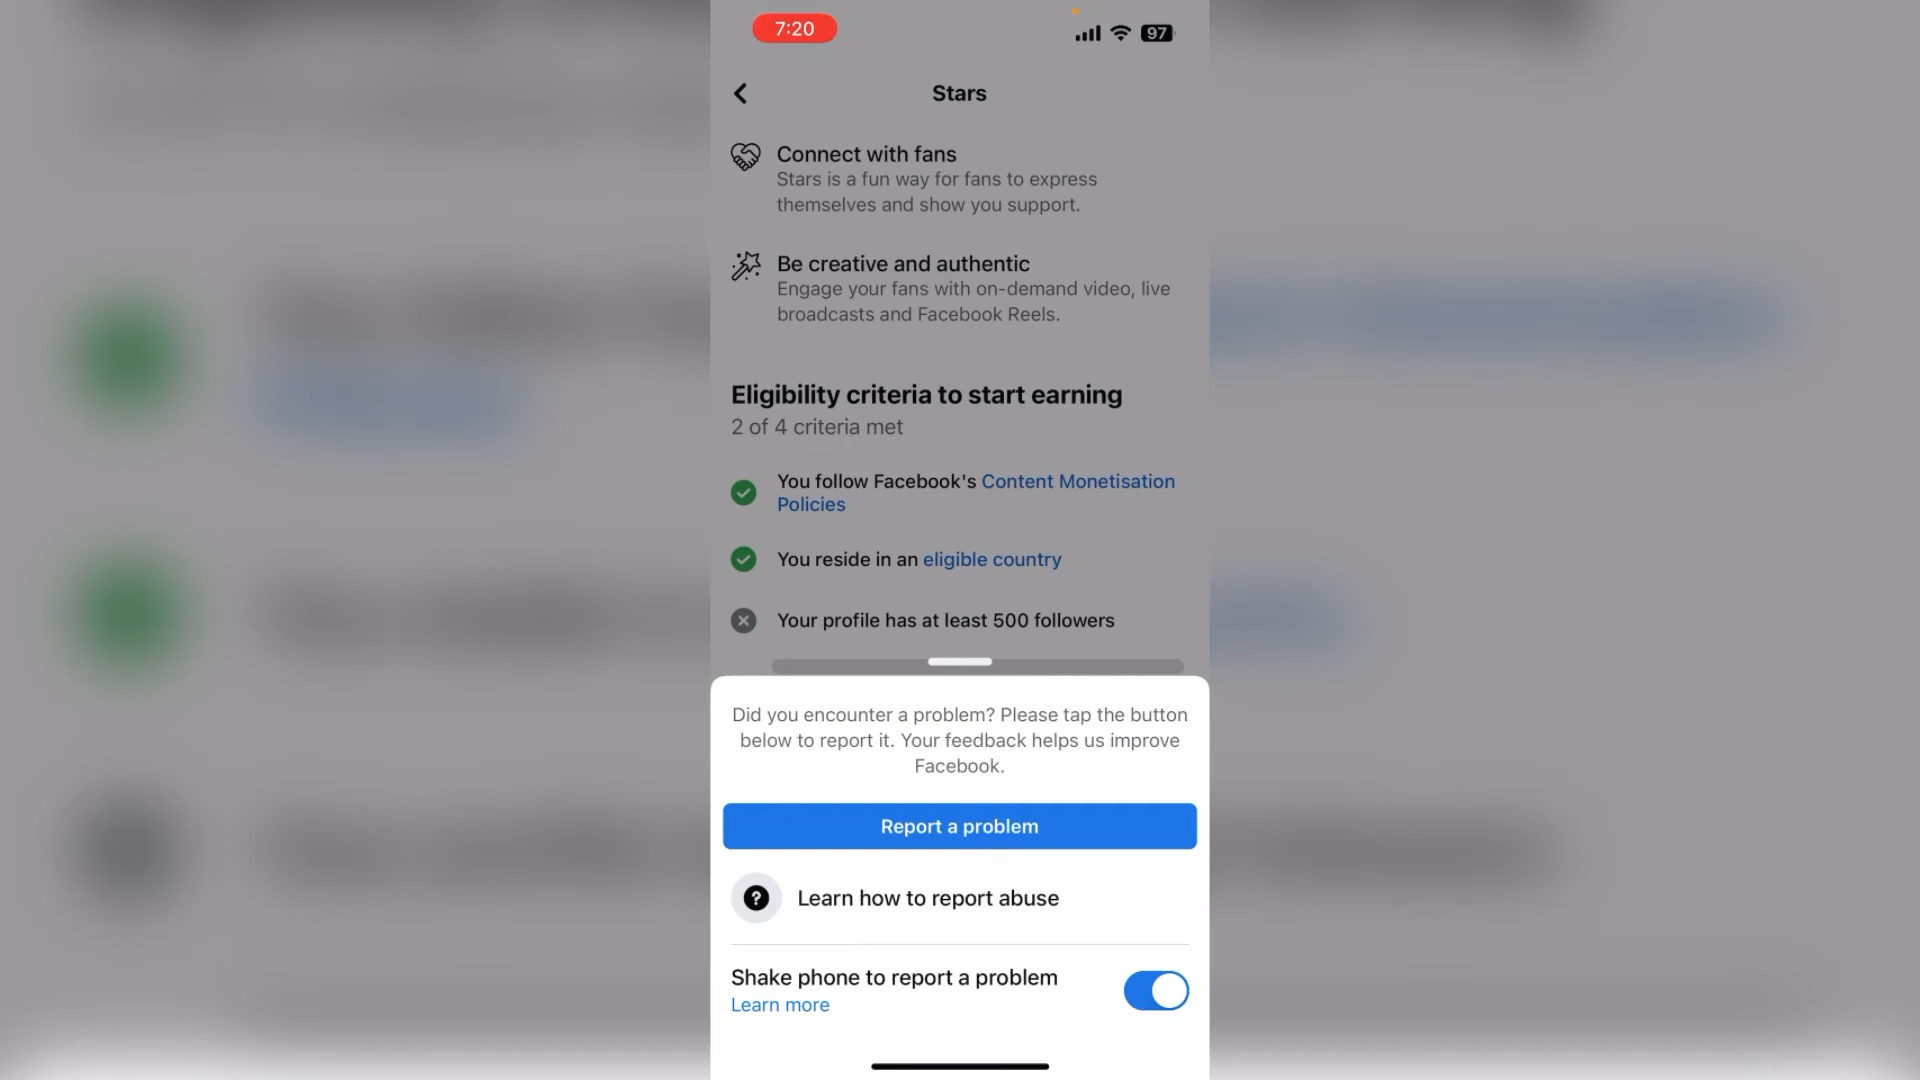 7:20
97
Stars
Connect with fans
Stars is a fun way for fans to express
themselves and show you support.
Be creative and authentic
Engage your fans with on-demand video, live
broadcasts and Facebook Reels.
Eligibility criteria to start earning
2 of 4 criteria met
You follow Facebook's Content Monetisation
Policies
You reside in an eligible country
Your profile has at least 500 followers
Did you encounter a problem? Please tap the button
below to report it. Your feedback helps us improve
Facebook.
Report a problem
? Learn how to report abuse
Shake phone to report a problem
Learn more